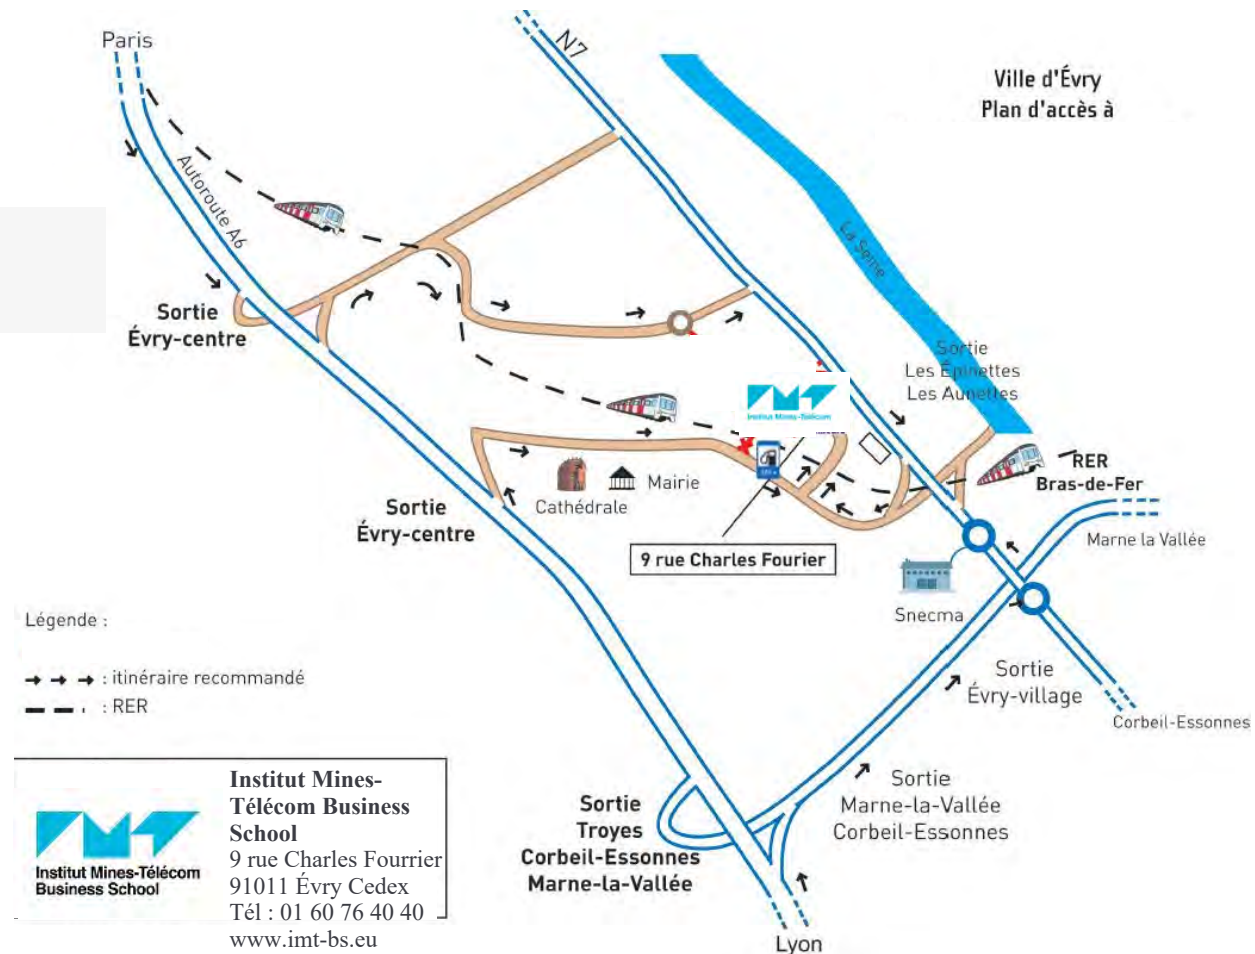 Paris
N7
Ville d'Évry
Plan d'accès à
Autoroute A6
La Seine
Sortie
Évry-centre
Sortie
Les Épinettes
Les Aunettes
Institut Mines-Télécom
RER
Bras-de-Fer
Mairie
Cathédrale
Sortie
Évry-centre
9 rue Charles Fourier
Marne la Vallée
Snecma
Légende :
: itinéraire recommandé
: RER
Sortie
Évry-village
Corbeil-Essonnes
Sortie
Marne-la-Vallée
Corbeil-Essonnes
Sortie
Troyes
Corbeil-Essonnes
Marne-la-Vallée
Lyon
Institut Mines-Télécom
Business School
Institut Mines-
Télécom Business
School
9 rue Charles Fourrier
91011 Évry Cedex
Tél : 01 60 76 40 40
www.imt-bs.eu